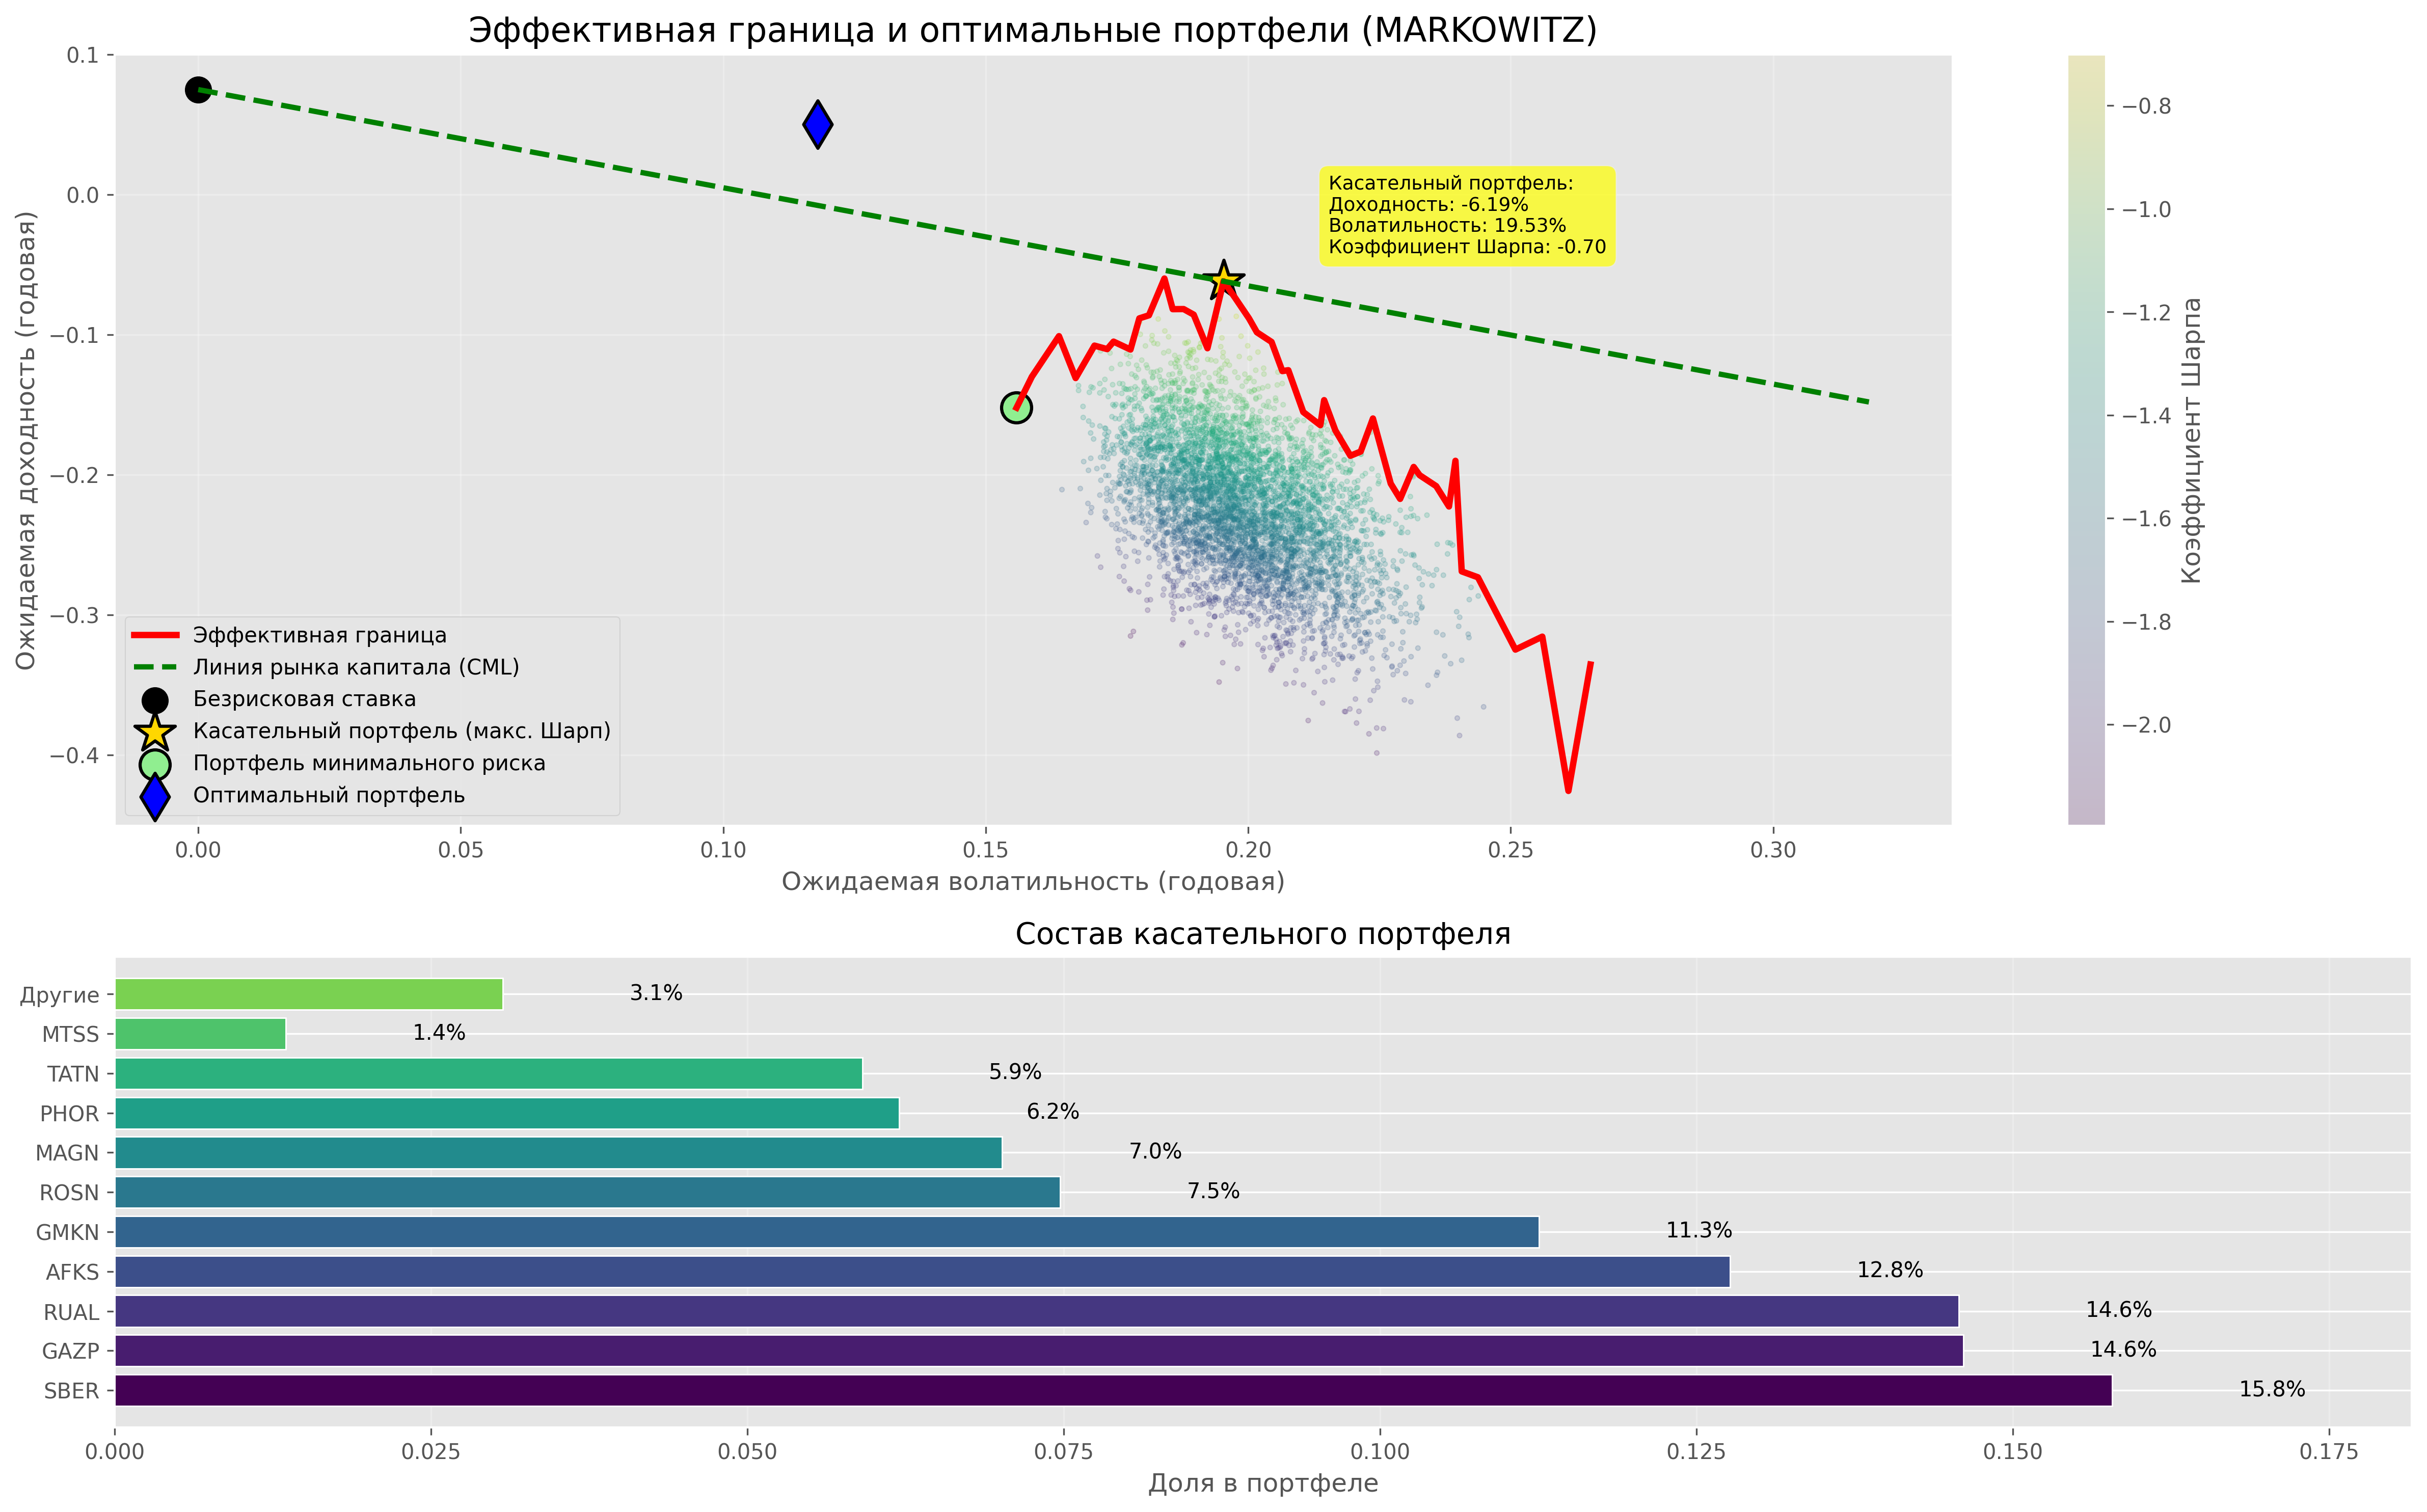 Эффективная граница и оптимальные портфели (MARKOWITZ)
Ожидаемая доходность (годовая)
0.1
0.0
−0.1
−0.2
−0.3
−0.4
Касательный портфель:
Доходность: -6.19%
Волатильность: 19.53%
Коэффициент Шарпа: -0.70
Эффективная граница
Линия рынка капитала (CML)
Безрисковая ставка
Касательный портфель (макс. Шарп)
Портфель минимального риска
Оптимальный портфель
0.00 0.05 0.10 0.15 0.20 0.25 0.30
Ожидаемая волатильность (годовая)
−0.8
−1.0
−1.2
−1.4
−1.6
−1.8
−2.0
Коэффициент Шарпа
Состав касательного портфеля
Другие 3.1%
MTSS 1.4%
TATN 5.9%
PHOR 6.2%
MAGN 7.0%
ROSN 7.5%
GMKN 11.3%
AFKS 12.8%
RUAL 14.6%
GAZP 14.6%
SBER 15.8%
0.000 0.025 0.050 0.075 0.100 0.125 0.150 0.175
Доля в портфеле